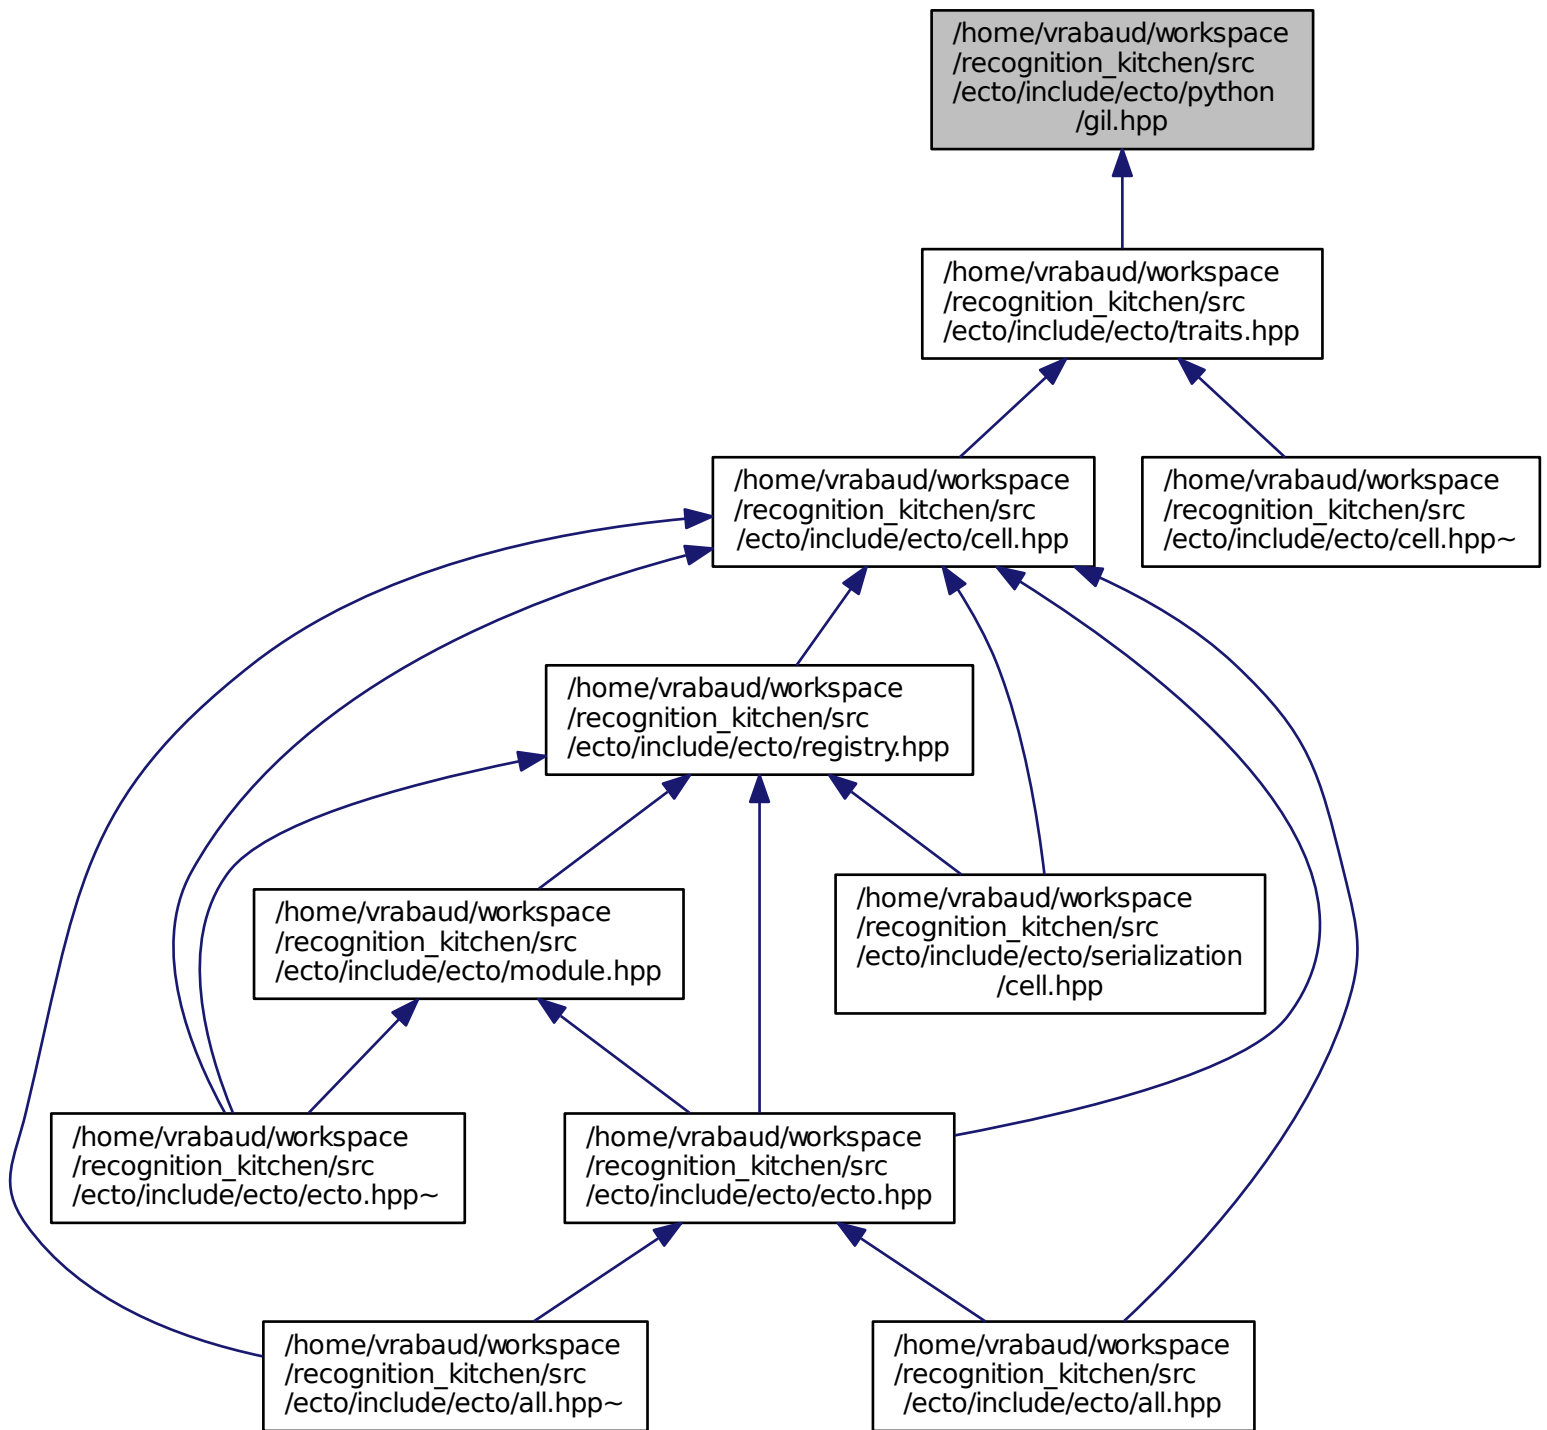 /home/vrabaud/workspace
/recognition_kitchen/src
/ecto/include/ecto/python
/gil.hpp
/home/vrabaud/workspace
/recognition_kitchen/src
/ecto/include/ecto/traits.hpp
/home/vrabaud/workspace
/recognition_kitchen/src
/ecto/include/ecto/cell.hpp
/home/vrabaud/workspace
/recognition_kitchen/src
/ecto/include/ecto/cell.hpp~
/home/vrabaud/workspace
/recognition_kitchen/src
/ecto/include/ecto/registry.hpp
/home/vrabaud/workspace
/recognition_kitchen/src
/ecto/include/ecto/module.hpp
/home/vrabaud/workspace
/recognition_kitchen/src
/ecto/include/ecto/serialization
/cell.hpp
/home/vrabaud/workspace
/recognition_kitchen/src
/ecto/include/ecto/ecto.hpp~
/home/vrabaud/workspace
/recognition_kitchen/src
/ecto/include/ecto/ecto.hpp
/home/vrabaud/workspace
/recognition_kitchen/src
/ecto/include/ecto/all.hpp~
/home/vrabaud/workspace
/recognition_kitchen/src
/ecto/include/ecto/all.hpp